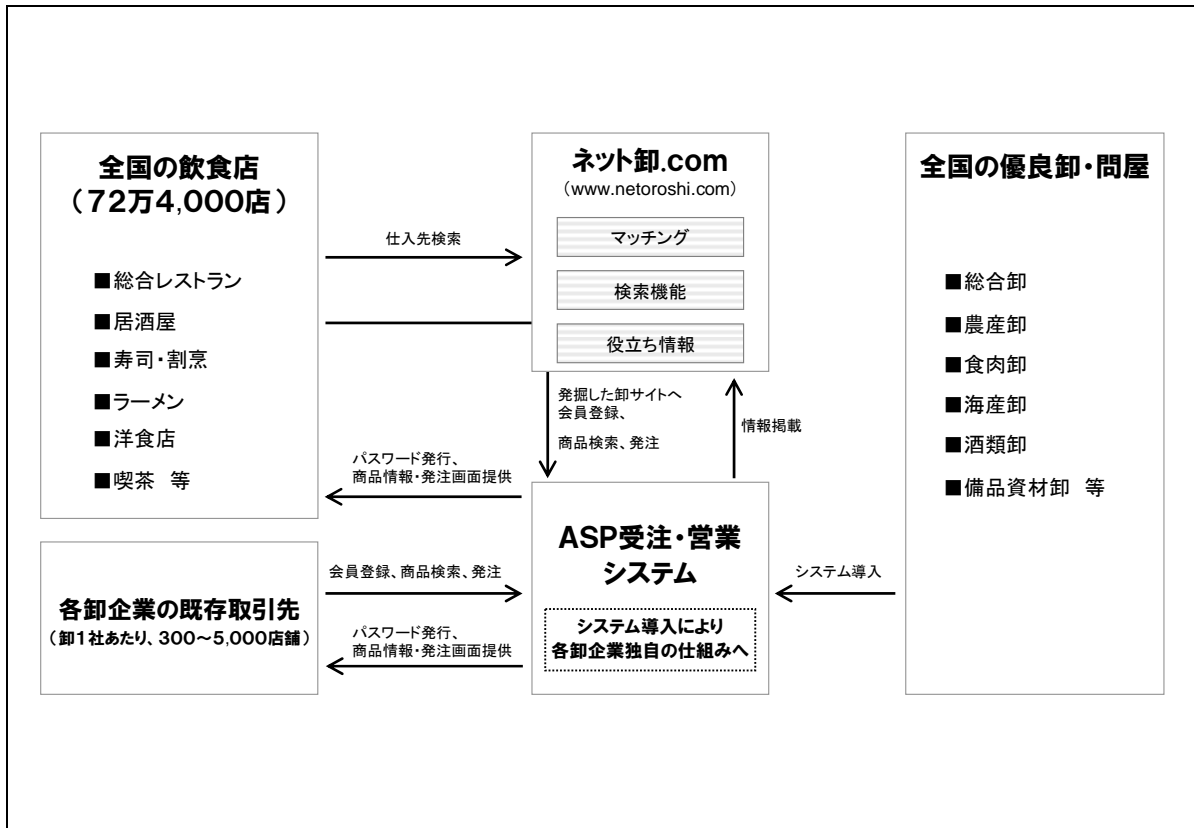 全国の飲食店
(72万4,000店)
■総合レストラン
■居酒屋
■寿司・割烹
■ラーメン
■洋食店
■喫茶 等
仕入先検索
ネット卸.com
(www.netoroshi.com)
マッチング
検索機能
役立ち情報
発掘した卸サイトへ
会員登録、
商品検索、発注
情報掲載
パスワード発行、
商品情報・発注画面提供
各卸企業の既存取引先
(卸1社あたり、300~5,000店舗)
会員登録、商品検索、発注
パスワード発行、
商品情報・発注画面提供
ASP受注・営業
システム
システム導入により
各卸企業独自の仕組みへ
システム導入
全国の優良卸・問屋
■総合卸
■農産卸
■食肉卸
■海産卸
■酒類卸
■備品資材卸 等